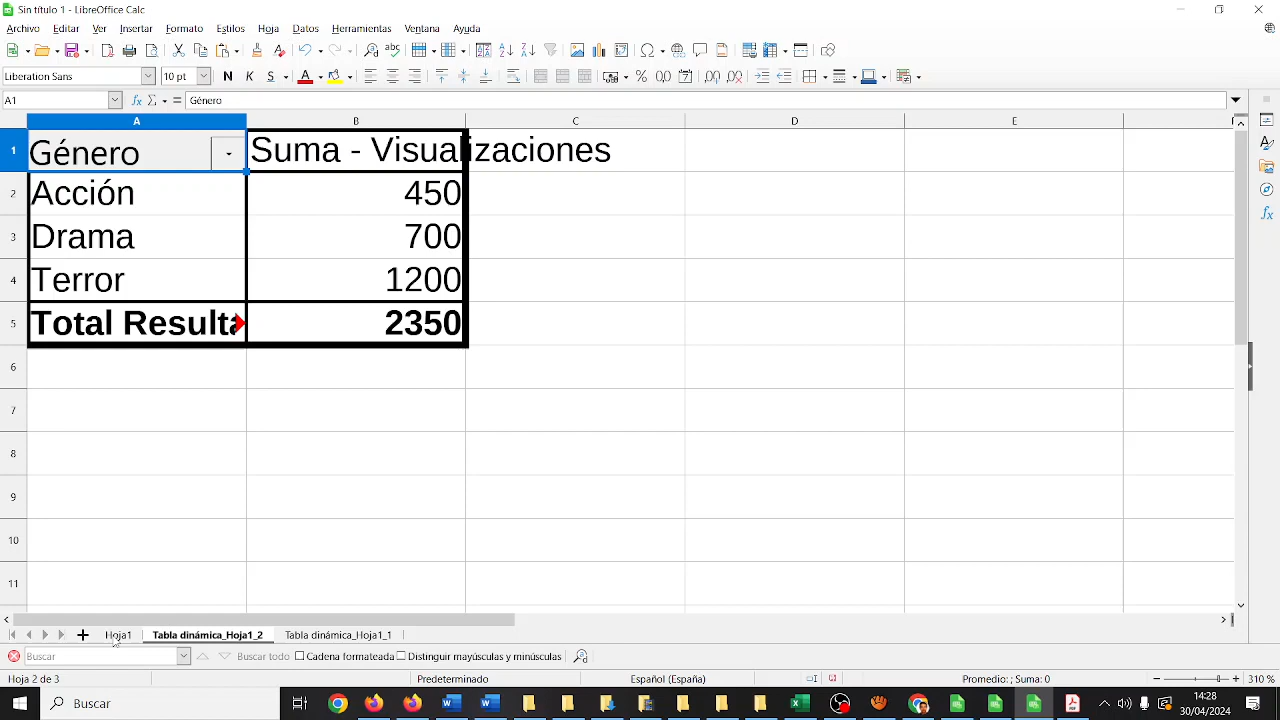 Sin título 1 - LibreOffice Calc
Archivo Editar Ver Insertar Formato Estilos Hoja Datos Herramientas Ventana Ayuda
Liberation Sans 10 pt N K S
A1 Género
A B C D E
1 Género Suma - Visualizaciones
2 Acción 450
3 Drama 700
4 Terror 1200
5 Total Resulta 2350
6
7
8
9
10
11
Hoja1 Tabla dinámica_Hoja1_2 Tabla dinámica_Hoja1_1
Buscar Buscar todo Cadena formateada Distinguir mayúsculas y minúsculas
Hoja 2 de 3 Predeterminado Español (España) Promedio: ; Suma: 0 310 %
Buscar 14:28
30/04/2024